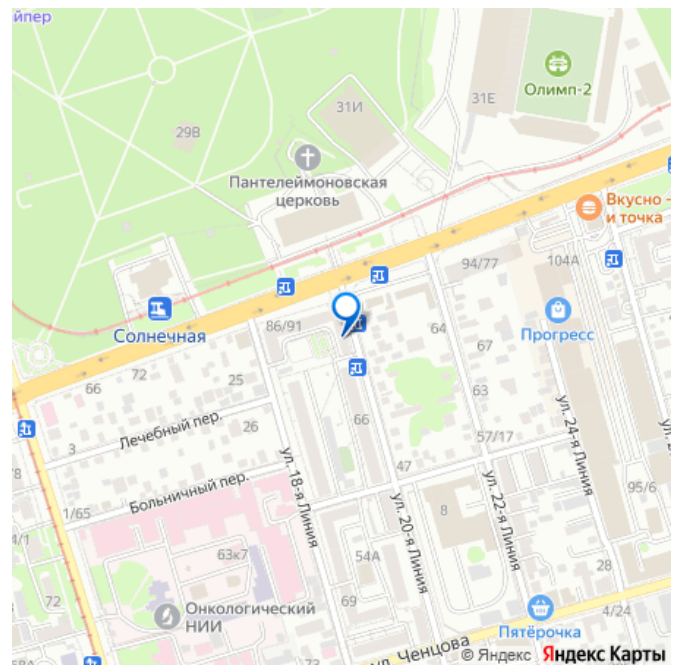 йпер
Олимп-2
31Е
31И
29В
Пантелеймоновская
церковь
Вкусно –
и точка
94/77
104А
Солнечная
86/91
64
Прогресс
67
72
66
25
63
Лечебный пер.
3
26
66
57/17
Больничный пер.
47
ул. 18-я Линия
ул. 20-я Линия
ул. 22-я Линия
ул. 24-я Линия
95/6
1/65
8
63к7
54А
28
72
69
Онкологический
НИИ
Пятёрочка
4/24
ул. Ченцова
73
© Яндекс Яндекс Карты